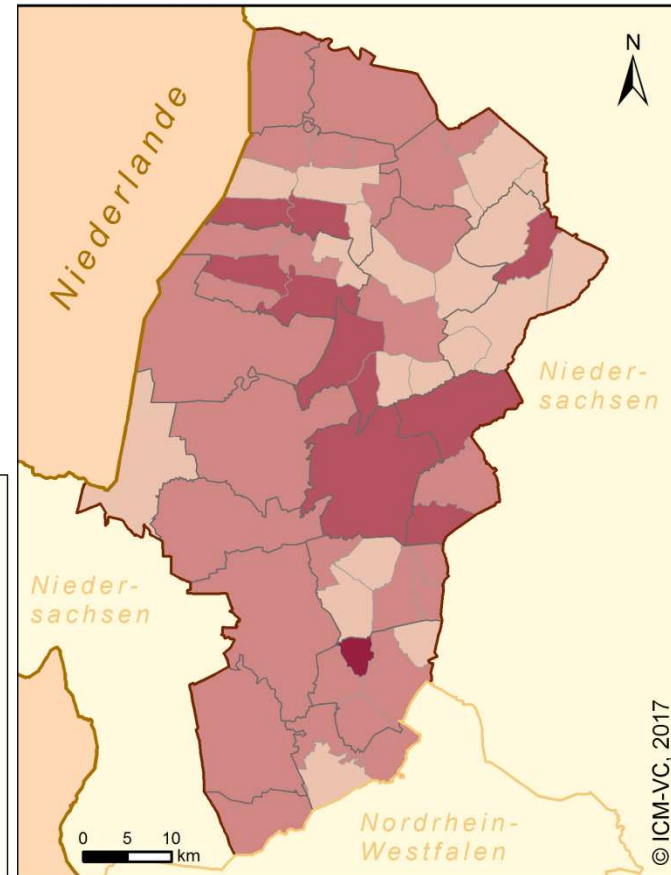 N
Niederlande
Nieder-
sachsen
Nieder-
sachsen
0 5 10
km
Nordrhein-
Westfalen
© ICM-VC, 2017